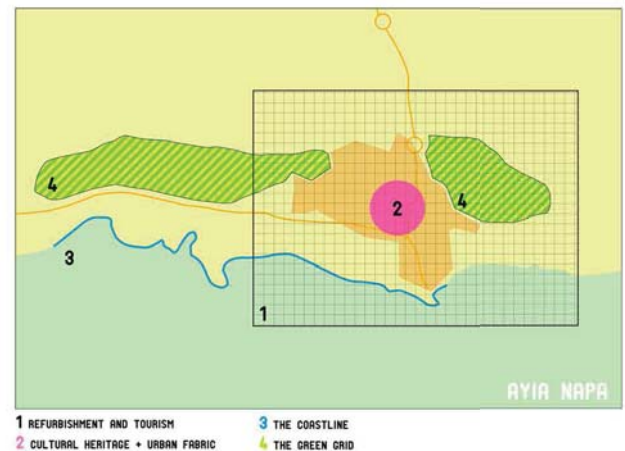 4
2
4
3
1
AYIA NAPA
1 REFURBISHMENT AND TOURISM
2 CULTURAL HERITAGE + URBAN FABRIC
3 THE COASTLINE
4 THE GREEN GRID